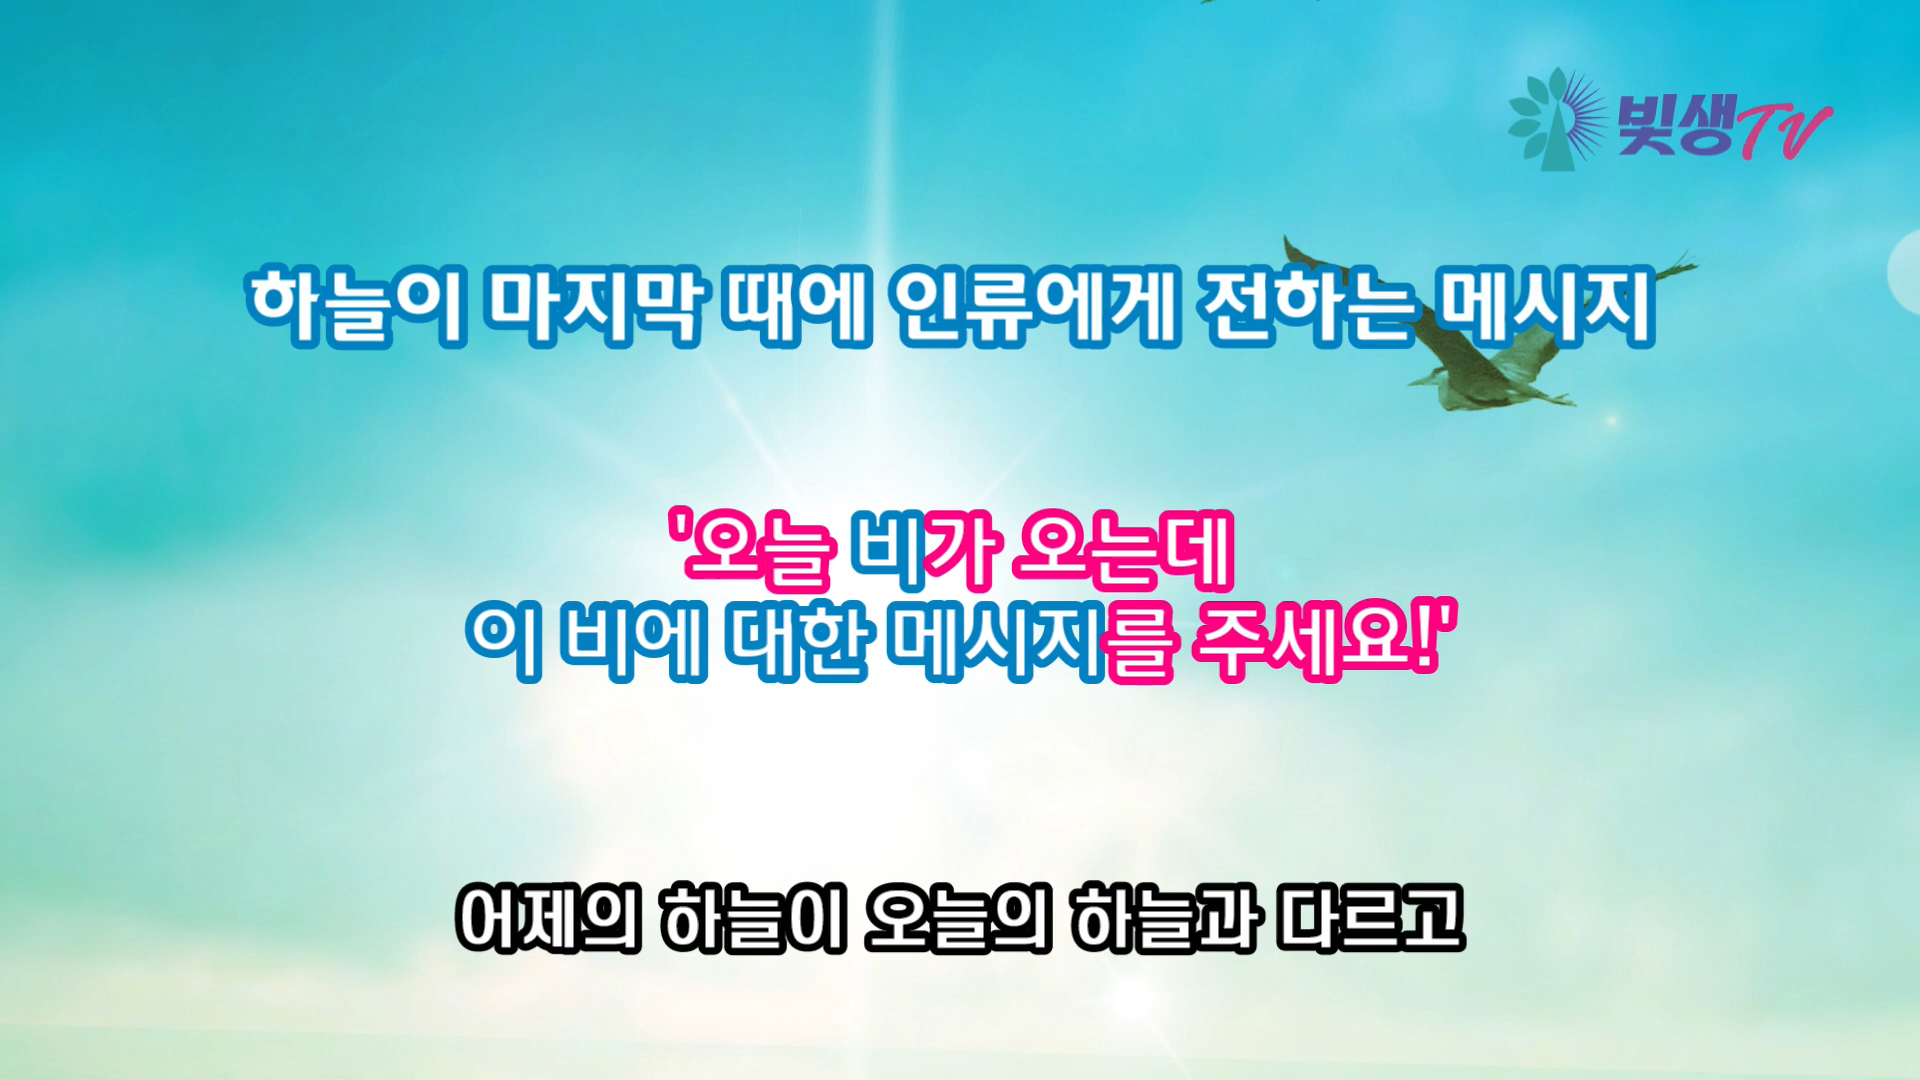 빛생TV
하늘이 마지막 때에 인류에게 전하는 메시지
'오늘 비가 오는데
이 비에 대한 메시지를 주세요!'
어제의 하늘이 오늘의 하늘과 다르고